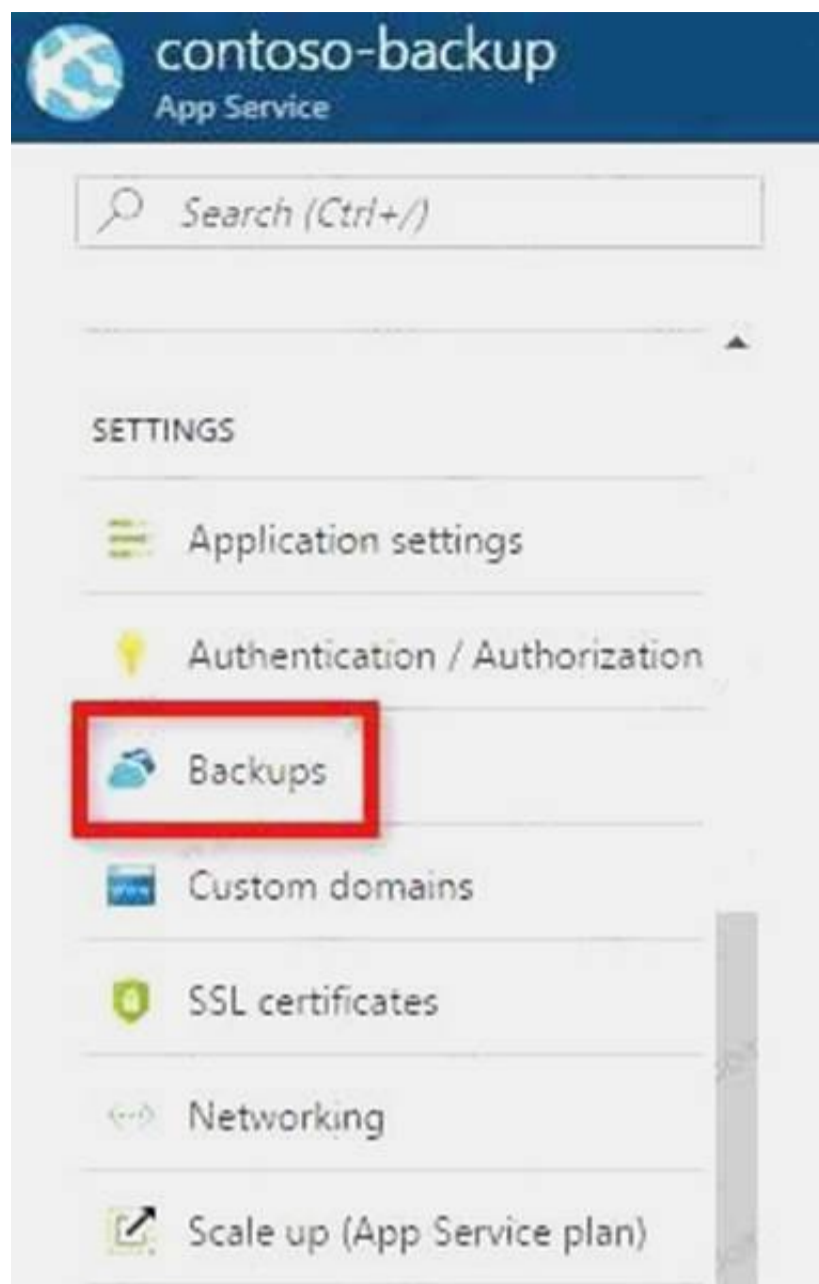 contoso-backup
App Service
Search (Ctrl+/)
SETTINGS
Application settings
Authentication / Authorization
Backups
Custom domains
SSL certificates
Networking
Scale up (App Service plan)